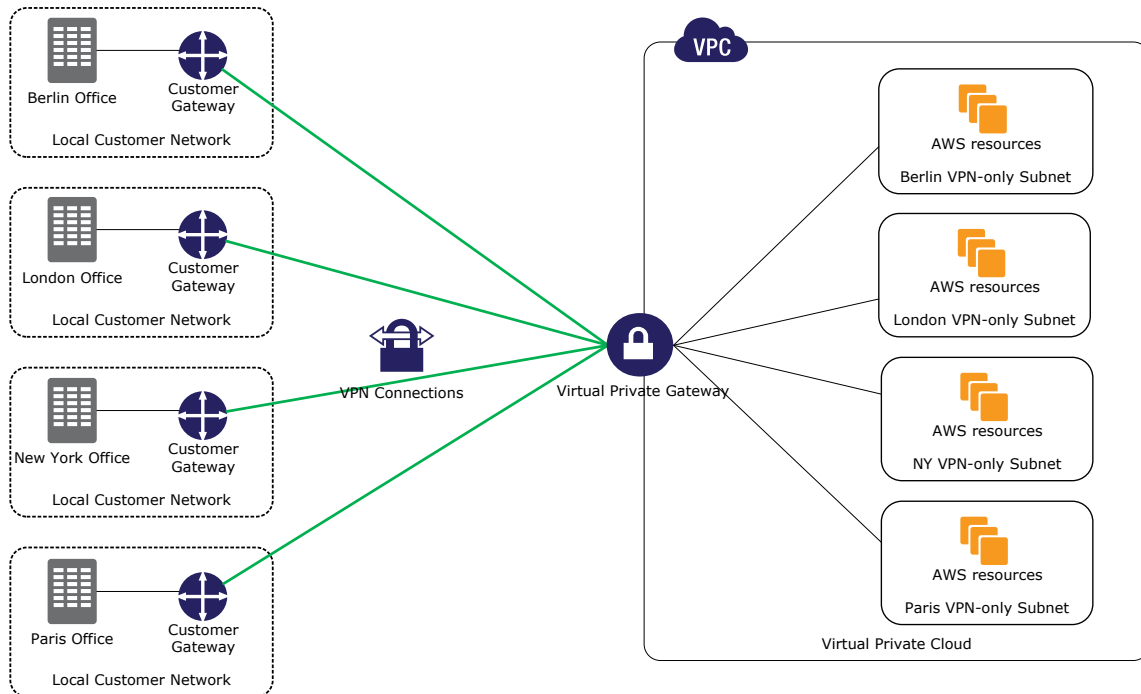 Berlin Office
Customer
Gateway
Local Customer Network
London Office
Customer
Gateway
Local Customer Network
New York Office
Customer
Gateway
Local Customer Network
Paris Office
Customer
Gateway
Local Customer Network
VPN Connections
Virtual Private Gateway
VPC
AWS resources
Berlin VPN-only Subnet
AWS resources
London VPN-only Subnet
AWS resources
NY VPN-only Subnet
AWS resources
Paris VPN-only Subnet
Virtual Private Cloud